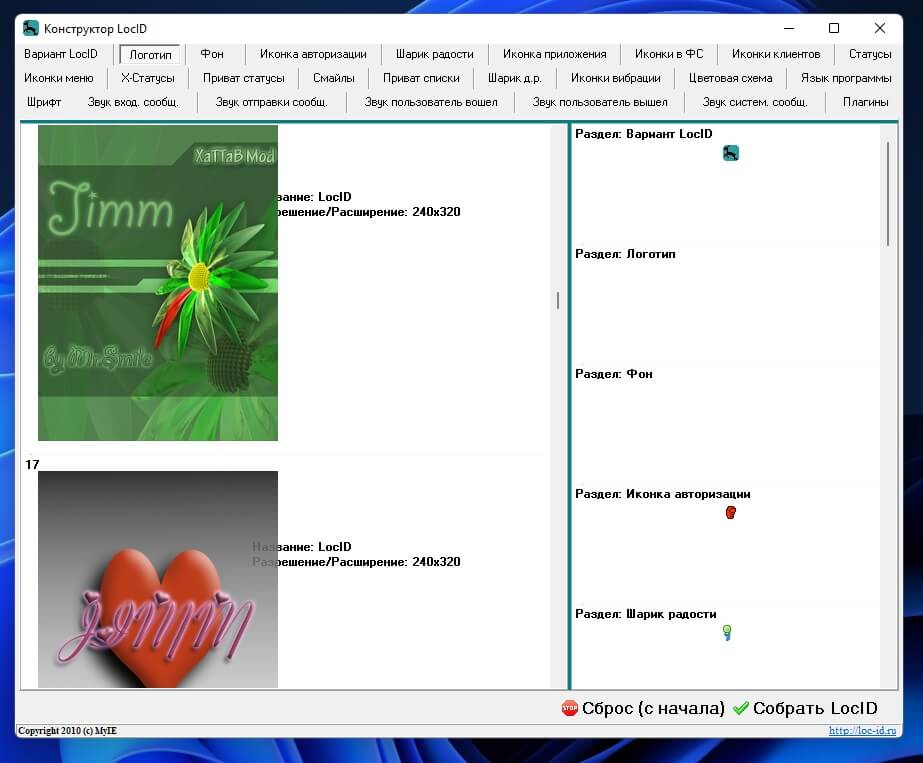 Конструктор LocID
Вариант LocID Логотип Фон Иконка авторизации Шарик радости Иконка приложения Иконки в ФС Иконки клиентов Статусы
Иконки меню X-Статусы Приват статусы Смайлы Приват списки Шарик д.р. Иконки вибрации Цветовая схема Язык программы
Шрифт Звук вход. сообщ. Звук отправки сообщ. Звук пользователь вошел Звук пользователь вышел Звук систем. сообщ. Плагины
XaTTaB Mod
Jimm
By Mr.Smile
звание: LocID
решение/Расширение: 240x320
17
Название: LocID
Разрешение/Расширение: 240x320
jimm
Раздел: Вариант LocID
Раздел: Логотип
Раздел: Фон
Раздел: Иконка авторизации
Раздел: Шарик радости
STOP Сброс (с начала) Собрать LocID
Copyright 2010 (c) MyIE
http://loc-id.ru